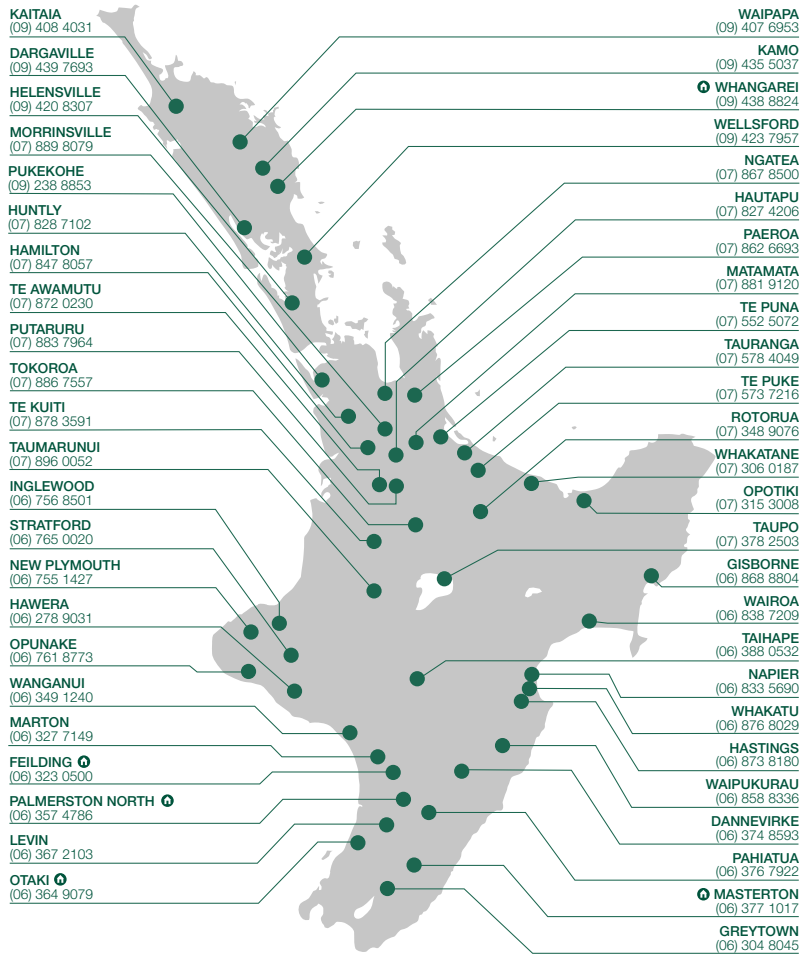 KAITAIA
(09) 408 4031
DARGAVILLE
(09) 439 7693
HELENSVILLE
(09) 420 8307
MORRINSVILLE
(07) 889 8079
PUKEKOHE
(09) 238 8853
HUNTLY
(07) 828 7102
HAMILTON
(07) 847 8057
TE AWAMUTU
(07) 872 0230
PUTARURU
(07) 883 7964
TOKOROA
(07) 886 7557
TE KUITI
(07) 878 3591
TAUMARUNUI
(07) 896 0052
INGLEWOOD
(06) 756 8501
STRATFORD
(06) 765 0020
NEW PLYMOUTH
(06) 755 1427
HAWERA
(06) 278 9031
OPUNAKE
(06) 761 8773
WANGANUI
(06) 349 1240
MARTON
(06) 327 7149
FEILDING
(06) 323 0500
PALMERSTON NORTH
(06) 357 4786
LEVIN
(06) 367 2103
OTAKI
(06) 364 9079
WAIPAPA
(09) 407 6953
KAMO
(09) 435 5037
WHANGAREI
(09) 438 8824
WELLSFORD
(09) 423 7957
NGATEA
(07) 867 8500
HAUTAPU
(07) 827 4206
PAEROA
(07) 862 6693
MATAMATA
(07) 881 9120
TE PUNA
(07) 552 5072
TAURANGA
(07) 578 4049
TE PUKE
(07) 573 7216
ROTORUA
(07) 348 9076
WHAKATANE
(07) 306 0187
OPOTIKI
(07) 315 3008
TAUPO
(07) 378 2503
GISBORNE
(06) 868 8804
WAIROA
(06) 838 7209
TAIHAPE
(06) 388 0532
NAPIER
(06) 833 5690
WHAKATU
(06) 876 8029
HASTINGS
(06) 873 8180
WAIPUKURAU
(06) 858 8336
DANNEVIRKE
(06) 374 8593
PAHIATUA
(06) 376 7922
MASTERTON
(06) 377 1017
GREYTOWN
(06) 304 8045